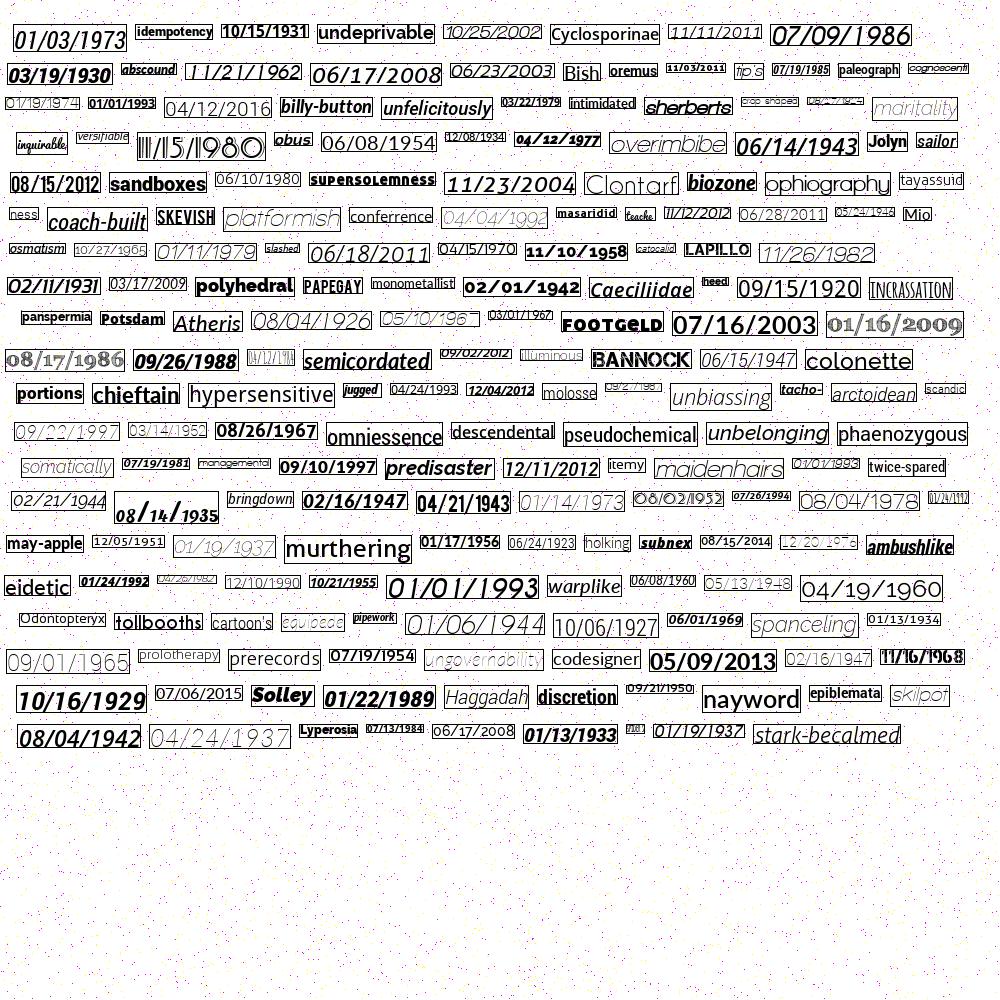 01/03/1973 idempotency 10/15/1931 undeprivable 10/25/2002 Cyclosporinae 11/11/2011 07/09/1986
03/19/1930 abscound 11/21/1962 06/17/2008 06/23/2003 Bish oremus 11/03/2011 tip's 07/19/1985 paleograph cognoscenti
01/19/1974 01/01/1993 04/12/2016 billy-button unfelicitously 03/22/1979 intimidated sherberts crop shaped maritality
inquirable versifiable 11/15/1980 obus 06/08/1954 12/08/1934 04/12/1977 overimbibe 06/14/1943 Jolyn sailor
08/15/2012 sandboxes 06/10/1980 supersolemness 11/23/2004 Clontarf biozone ophiography tayassuid
ness coach-built SKEVISH platformish conferrence 04/04/1992 masaridid teache 11/12/2012 06/28/2011 05/24/1946 Mio
osmatism 10/27/1965 01/11/1979 slashed 06/18/2011 04/15/1970 11/10/1958 catocalid LAPILLO 11/26/1982
02/11/1931 03/17/2009 polyhedral PAPEGAY monometallist 02/01/1942 Caeciliidae heed 09/15/1920 INCRASSATION
panspermia Potsdam Atheris 08/04/1926 05/10/1967 03/01/1967 FOOTGELD 07/16/2003 01/16/2009
08/17/1986 09/26/1988 semicordated 09/02/2012 illuminous BANNOCK 06/15/1947 colonette
portions chieftain hypersensitive jugged 04/24/1993 12/04/2012 molosse 09/27/1987 unbiassing tacho- arctoidean scandic
09/22/1997 03/14/1952 08/26/1967 omniessence descendental pseudochemical unbelonging phaenozygous
somatically 07/19/1981 managemental 09/10/1997 predisaster 12/11/2012 itemy maidenhairs 01/01/1993 twice-spared
02/21/1944 08/14/1935 bringdown 02/16/1947 04/21/1943 01/14/1973 08/02/1952 07/26/1994 08/04/1978 01/24/1992
may-apple 12/05/1951 01/19/1937 murthering 01/17/1956 06/24/1923 holking subnex 08/15/2014 12/20/1976 ambushlike
eidetic 01/24/1992 04/26/1982 12/10/1990 10/21/1955 01/01/1993 warplike 06/08/1960 05/13/1948 04/19/1960
Odontopteryx tollbooths cartoon's equipeds pipework 01/06/1944 10/06/1927 06/01/1969 spanceling 01/13/1934
09/01/1965 prolotherapy prerecords 07/19/1954 ungovernability codesigner 05/09/2013 02/16/1947 11/16/1968
10/16/1929 07/06/2015 Solley 01/22/1989 Haggadah discretion 09/21/1950 nayword epiblemata skilpot
08/04/1942 04/24/1937 Lyperosia 07/13/1984 06/17/2008 01/13/1933 01/19/1937 stark-becalmed